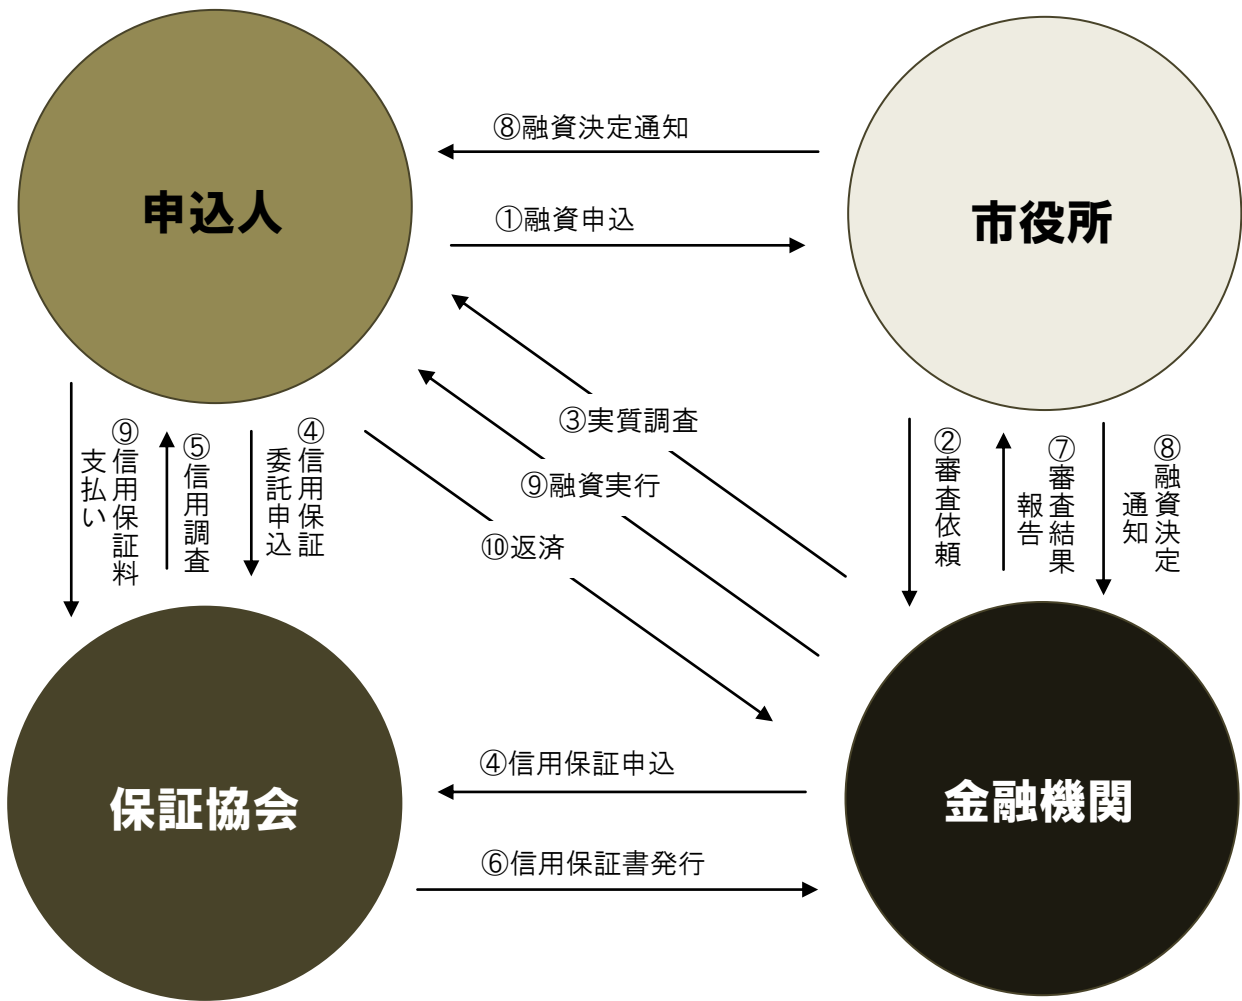 申込人
⑧融資決定通知
①融資申込
市役所
③実質調査
⑨融資実行
⑩返済
⑨信用保証料
支払い
⑤信用調査
④信用保証
委託申込
②審査依頼
⑦審査結果
報告
⑧融資決定
通知
保証協会
④信用保証申込
⑥信用保証書発行
金融機関